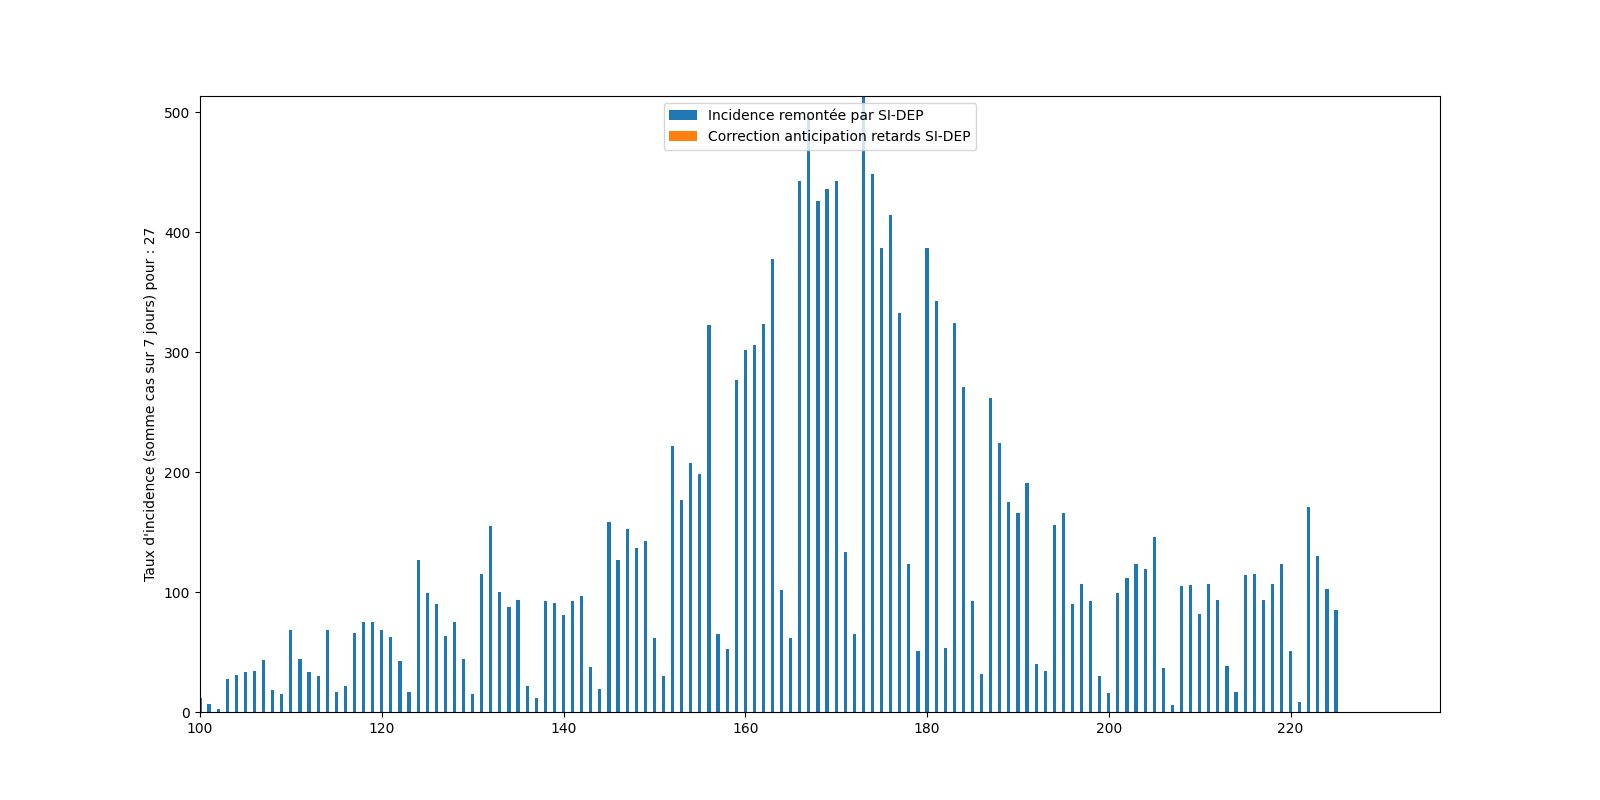 Incidence remontée par SI-DEP
Correction anticipation retards SI-DEP
Taux d'incidence (somme cas sur 7 jours) pour : 27
500
400
300
200
100
0
100 120 140 160 180 200 220